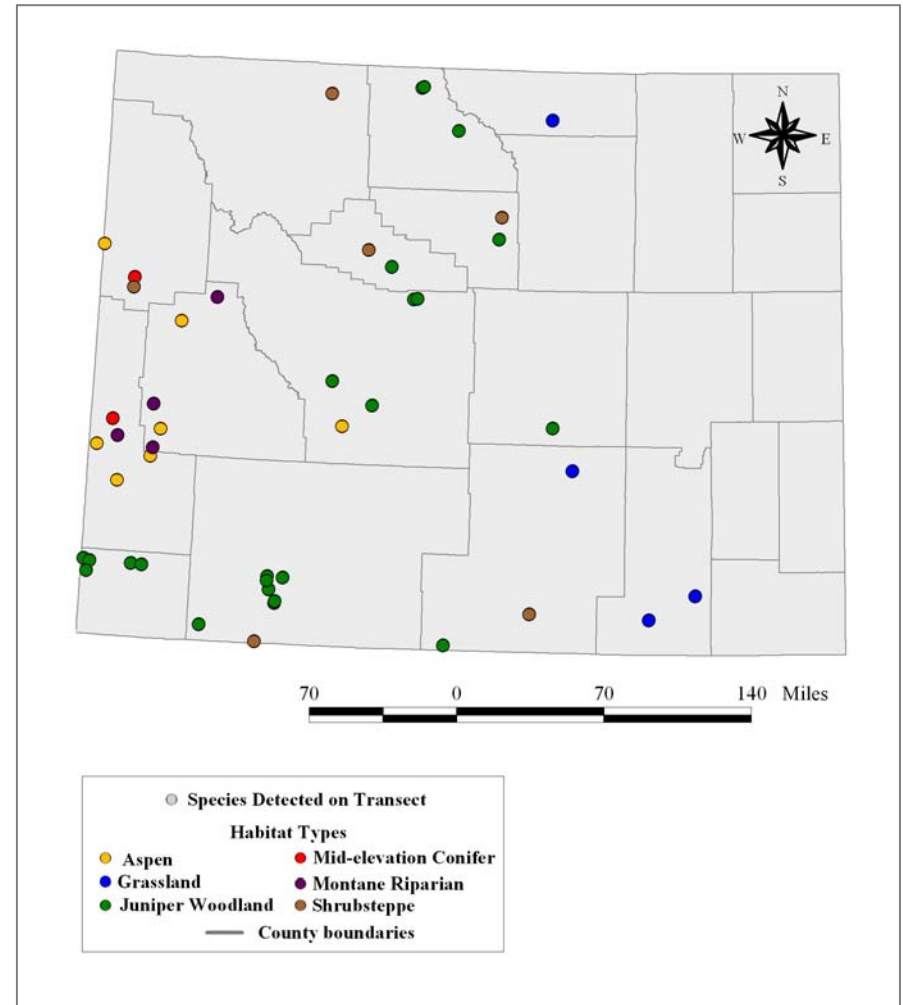 N
W E
S
70 0 70 140 Miles
Species Detected on Transect
Habitat Types
Aspen Mid-elevation Conifer
Grassland Montane Riparian
Juniper Woodland Shrubsteppe
County boundaries